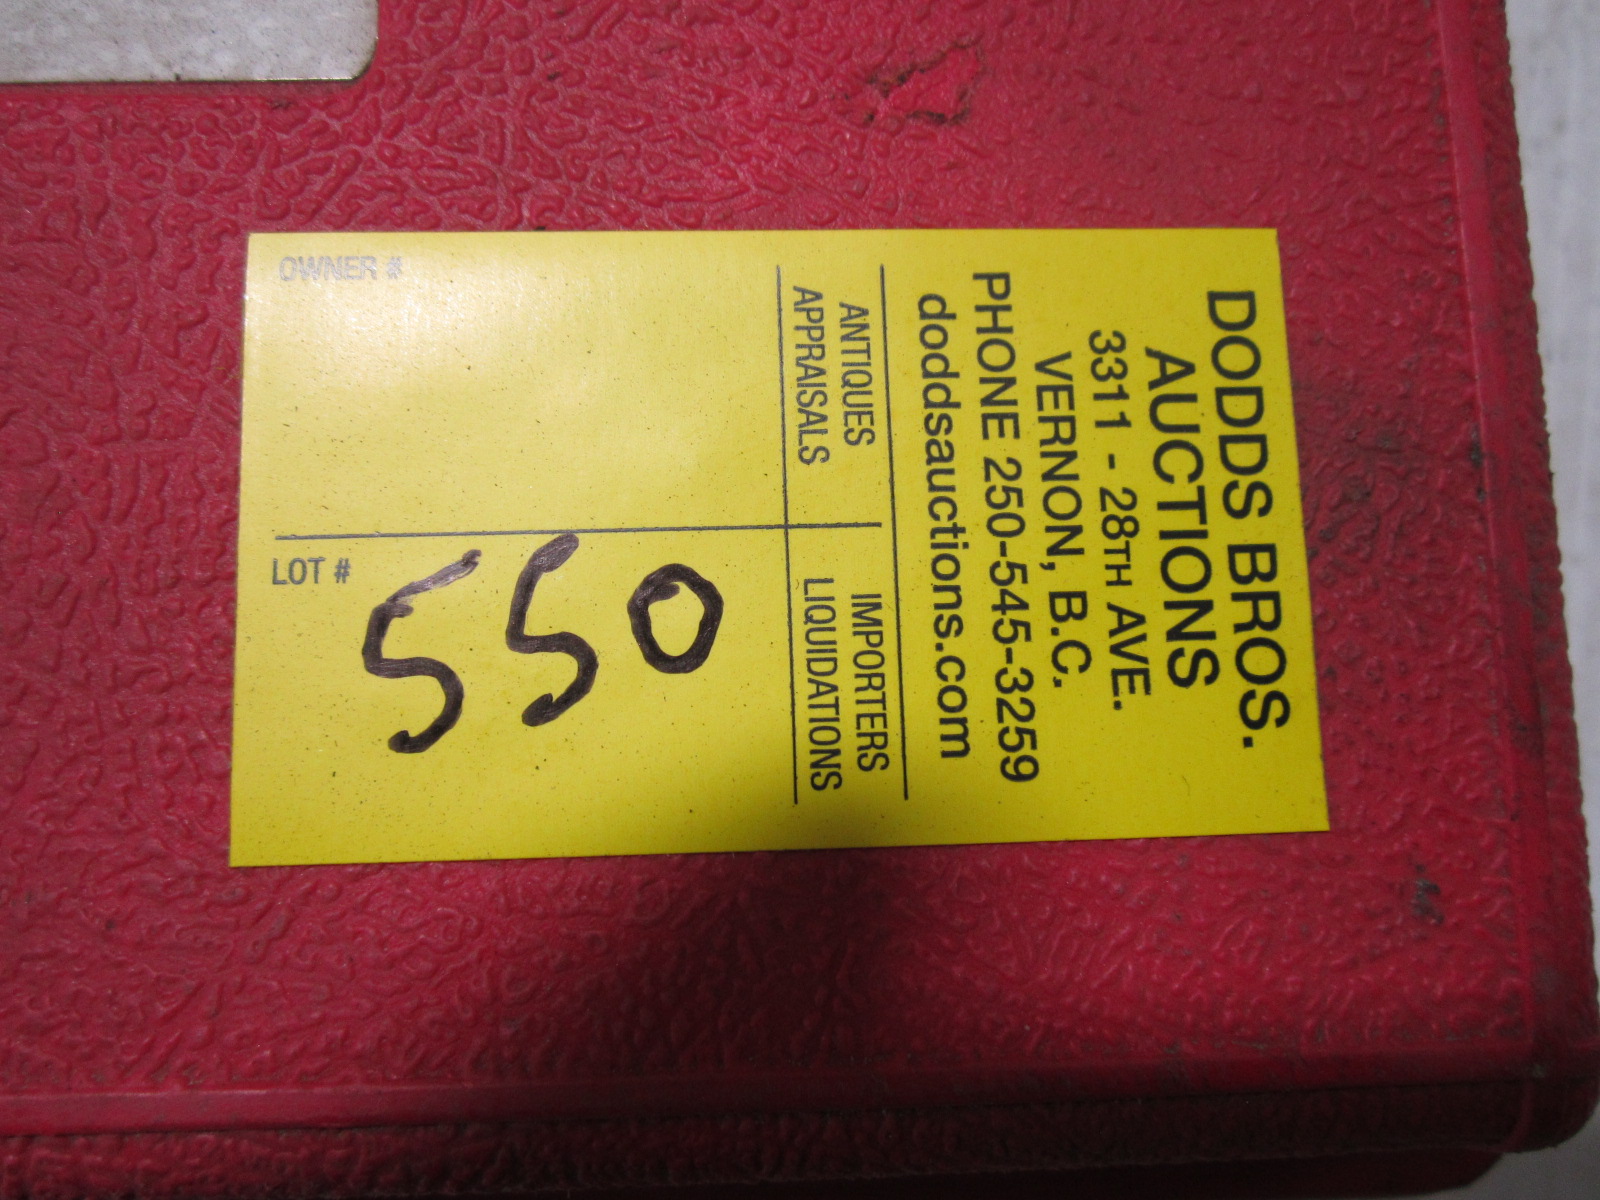 DODDS BROS.
AUCTIONS
3311 - 28TH AVE.
VERNON, B.C.
PHONE 250-545-3259
doddsauctions.com
ANTIQUES
APPRAISALS
IMPORTERS
LIQUIDATIONS
OWNER #
LOT #
550